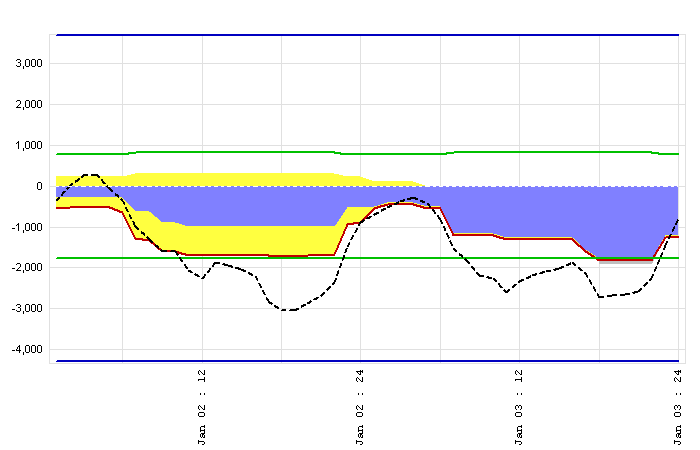 3,000
2,000
1,000
0
-1,000
-2,000
-3,000
-4,000
Jan 02 : 12
Jan 02 : 24
Jan 03 : 12
Jan 03 : 24